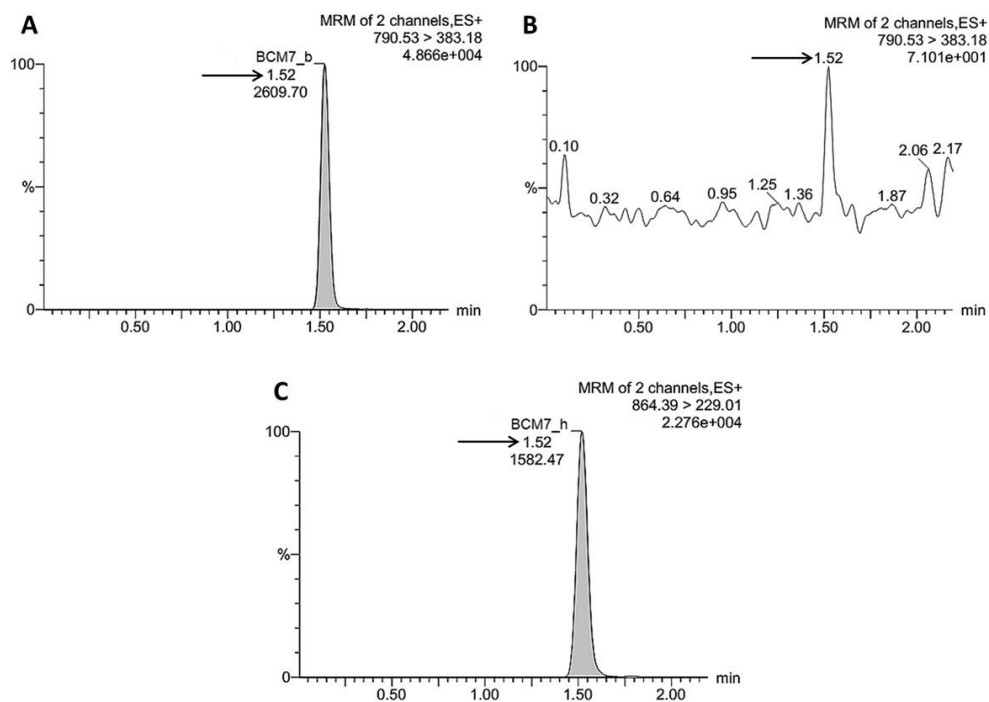 A
MRM of 2 channels,ES+
790.53 > 383.18
4.866e+004
BCM7_b
1.52
2609.70
100
%
0
0.50
1.00
1.50
2.00
min
B
MRM of 2 channels,ES+
790.53 > 383.18
7.101e+001
1.52
100
0.10
0.32
0.64
0.95
1.25
1.36
1.87
2.06
2.17
%
0
0.50
1.00
1.50
2.00
min
C
MRM of 2 channels,ES+
864.39 > 229.01
2.276e+004
BCM7_h
1.52
1582.47
100
%
0
0.50
1.00
1.50
2.00
min